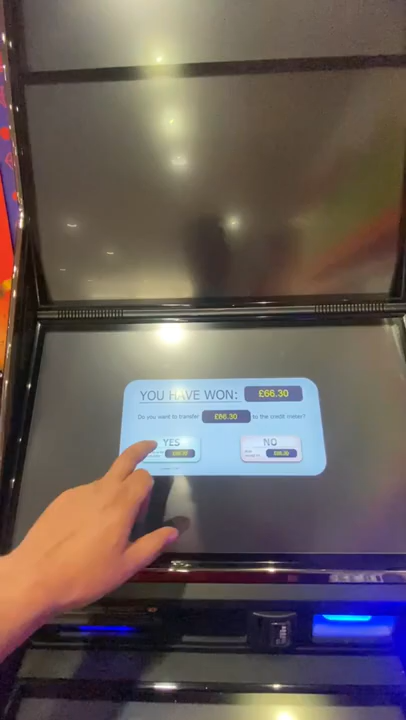 YOU HAVE WON: £66.30
Do you want to transfer £66.30 to the credit meter?
YES
NO